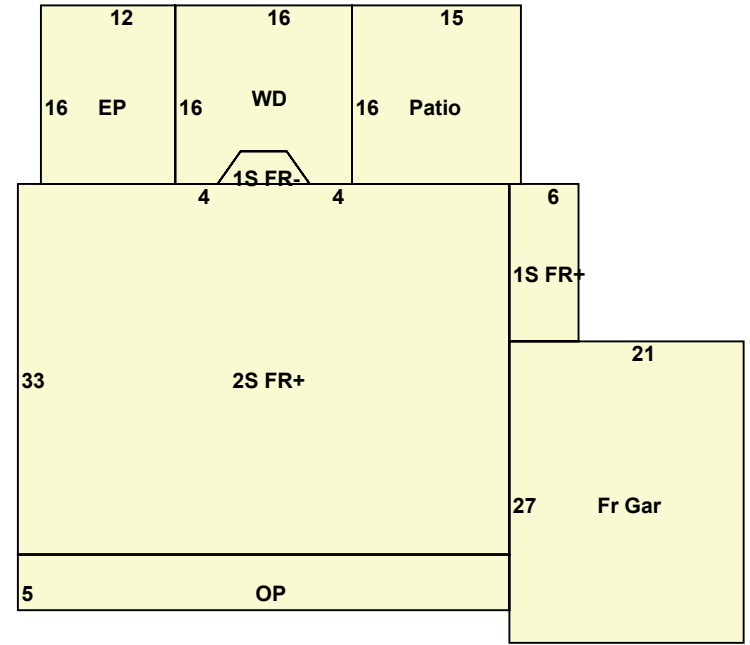 12
16
15
16
EP
16
WD
16
Patio
1S FR-
4
4
6
1S FR+
33
2S FR+
21
27
Fr Gar
5
OP